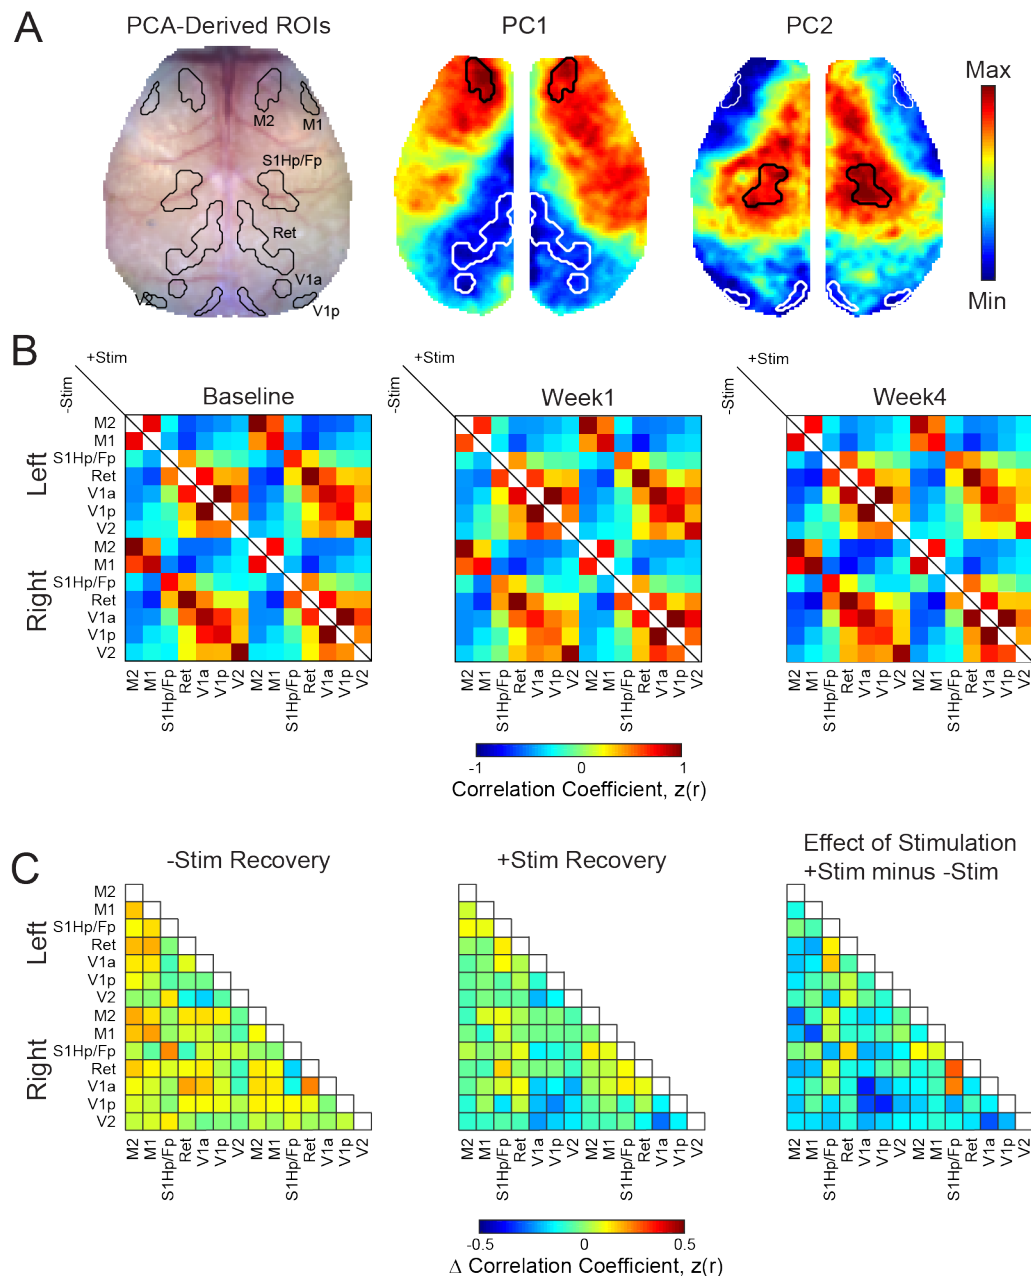 A
PCA-Derived ROIs
PC1
PC2
Max
Min
M2
M1
S1Hp/Fp
Ret
V1a
V2
V1p
B
+Stim
-Stim
Baseline
+Stim
-Stim
Week1
+Stim
-Stim
Week4
Left
Right
M2
M1
S1Hp/Fp
Ret
V1a
V1p
V2
M2
M1
S1Hp/Fp
Ret
V1a
V1p
V2
M2 M1 S1Hp/Fp Ret V1a V1p V2 M2 M1 S1Hp/Fp Ret V1a V1p V2
M2 M1 S1Hp/Fp Ret V1a V1p V2 M2 M1 S1Hp/Fp Ret V1a V1p V2
M2 M1 S1Hp/Fp Ret V1a V1p V2 M2 M1 S1Hp/Fp Ret V1a V1p V2
-1 0 1
Correlation Coefficient, z(r)
C
-Stim Recovery
+Stim Recovery
Effect of Stimulation
+Stim minus -Stim
Left
Right
M2
M1
S1Hp/Fp
Ret
V1a
V1p
V2
M2
M1
S1Hp/Fp
Ret
V1a
V1p
V2
M2 M1 S1Hp/Fp Ret V1a V1p V2 M2 M1 S1Hp/Fp Ret V1a V1p V2
M2 M1 S1Hp/Fp Ret V1a V1p V2 M2 M1 S1Hp/Fp Ret V1a V1p V2
M2 M1 S1Hp/Fp Ret V1a V1p V2 M2 M1 S1Hp/Fp Ret V1a V1p V2
-0.5 0 0.5
Δ Correlation Coefficient, z(r)